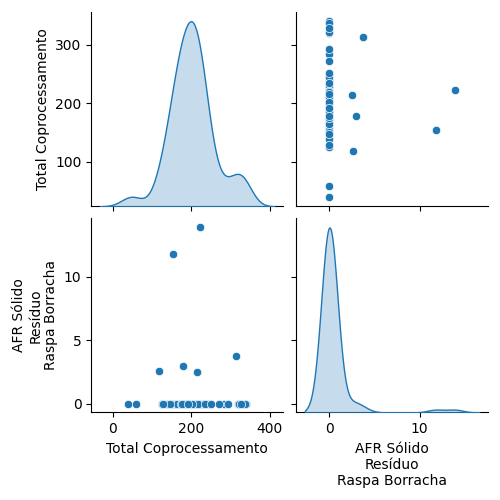 Total Coprocessamento
300
200
100
AFR Sólido
Resíduo
Raspa Borracha
10
5
0
0
200
400
Total Coprocessamento
0
10
AFR Sólido
Resíduo
Raspa Borracha